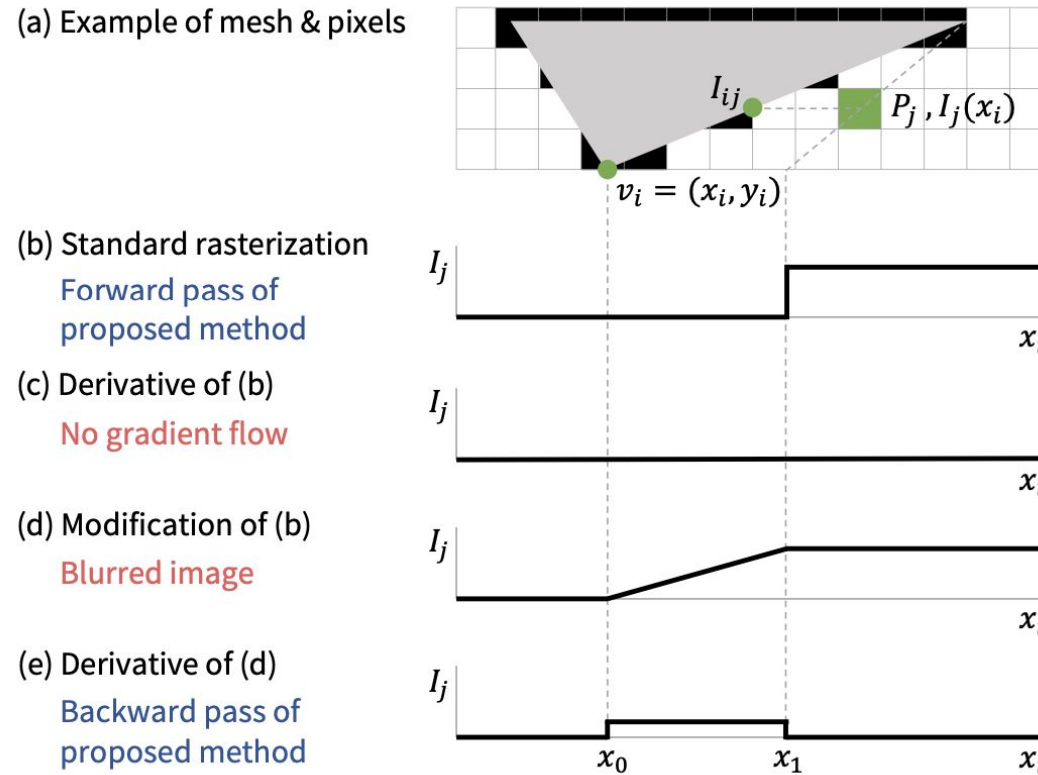 (a) Example of mesh & pixels
I_{ij}
P_j , I_j(x_i)
v_i = (x_i, y_i)
(b) Standard rasterization
Forward pass of
proposed method
I_j
x
(c) Derivative of (b)
No gradient flow
I_j
x
(d) Modification of (b)
Blurred image
I_j
x
(e) Derivative of (d)
Backward pass of
proposed method
I_j
x_0 x_1 x